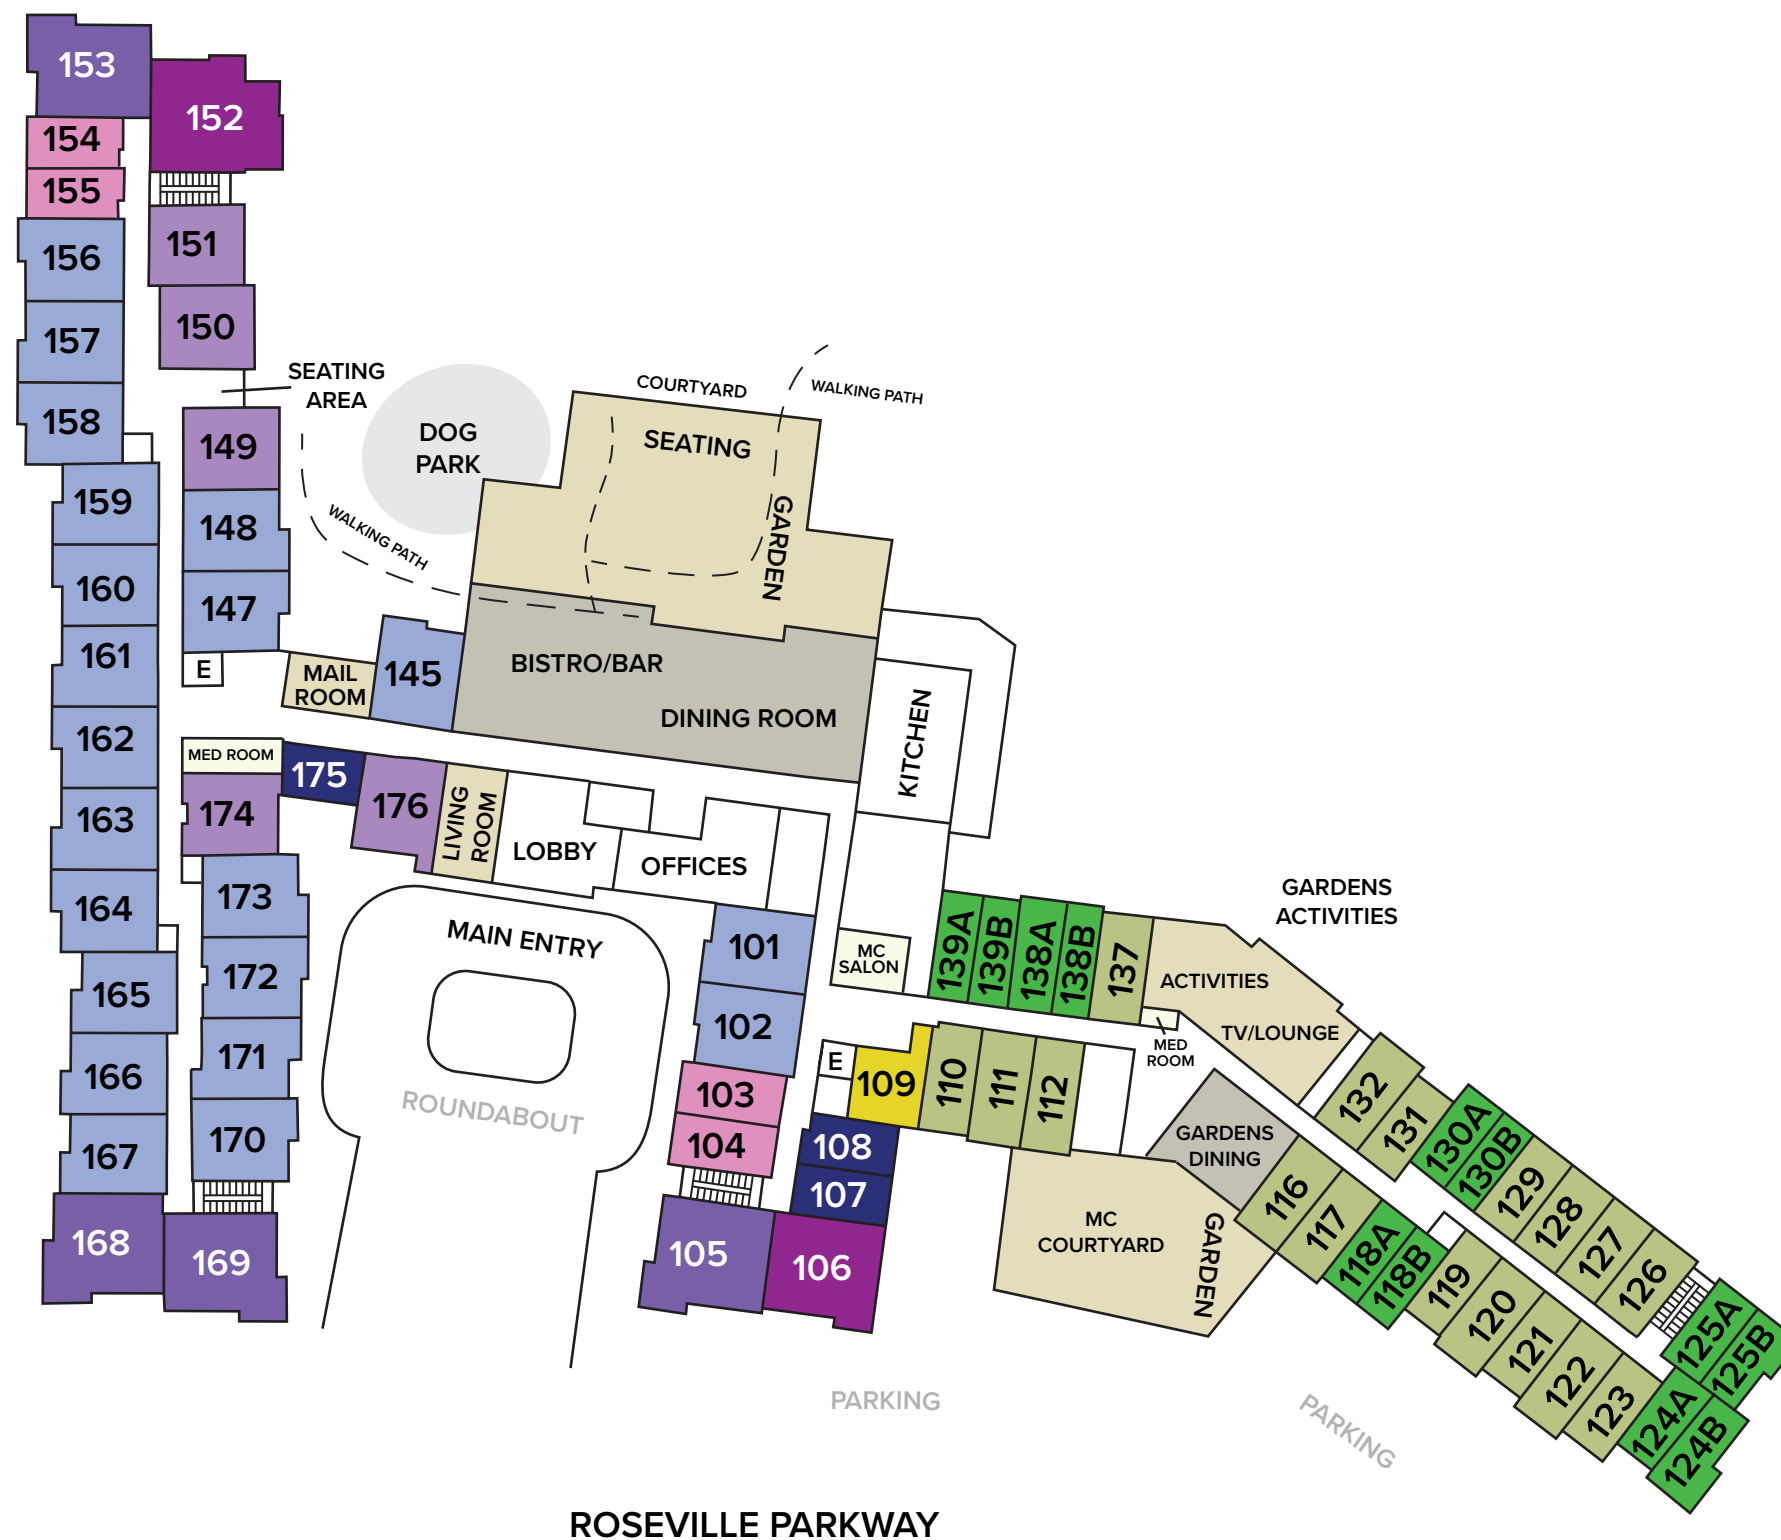 153
152
154
155
151
156
150
157
158
SEATING
AREA
149
159
148
160
147
161
E
162
163
164
165
166
167
168
169
170
171
172
173
174
MED ROOM
175
176
LIVING
ROOM
LOBBY
OFFICES
MAIL
ROOM
145
BISTRO/BAR
DINING ROOM
DOG
PARK
WALKING PATH
COURTYARD
SEATING
GARDEN
WALKING PATH
KITCHEN
MAIN ENTRY
ROUNDABOUT
101
102
103
104
105
106
107
108
E
109
110
111
112
MC
SALON
139A
139B
138A
138B
137
GARDENS
ACTIVITIES
ACTIVITIES
TV/LOUNGE
MED
ROOM
GARDENS
DINING
MC
COURTYARD
GARDEN
132
131
130A
130B
129
128
127
126
125A
125B
116
117
118A
118B
119
120
121
122
123
124A
124B
PARKING
PARKING
ROSEVILLE PARKWAY